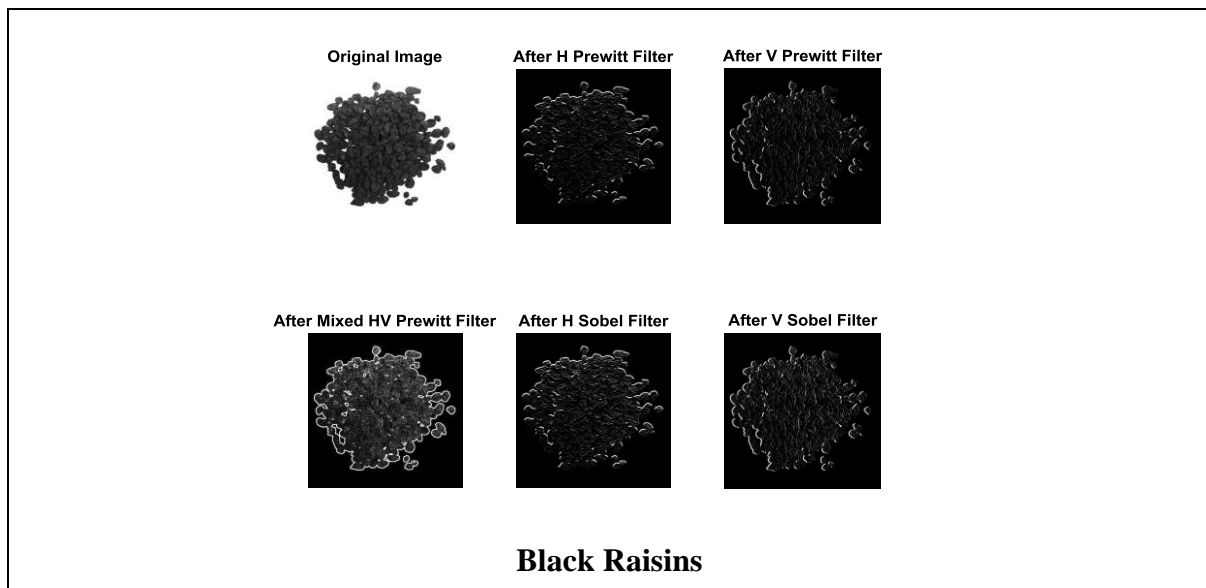 Original Image
After H Prewitt Filter
After V Prewitt Filter
After Mixed HV Prewitt Filter
After H Sobel Filter
After V Sobel Filter
Black Raisins